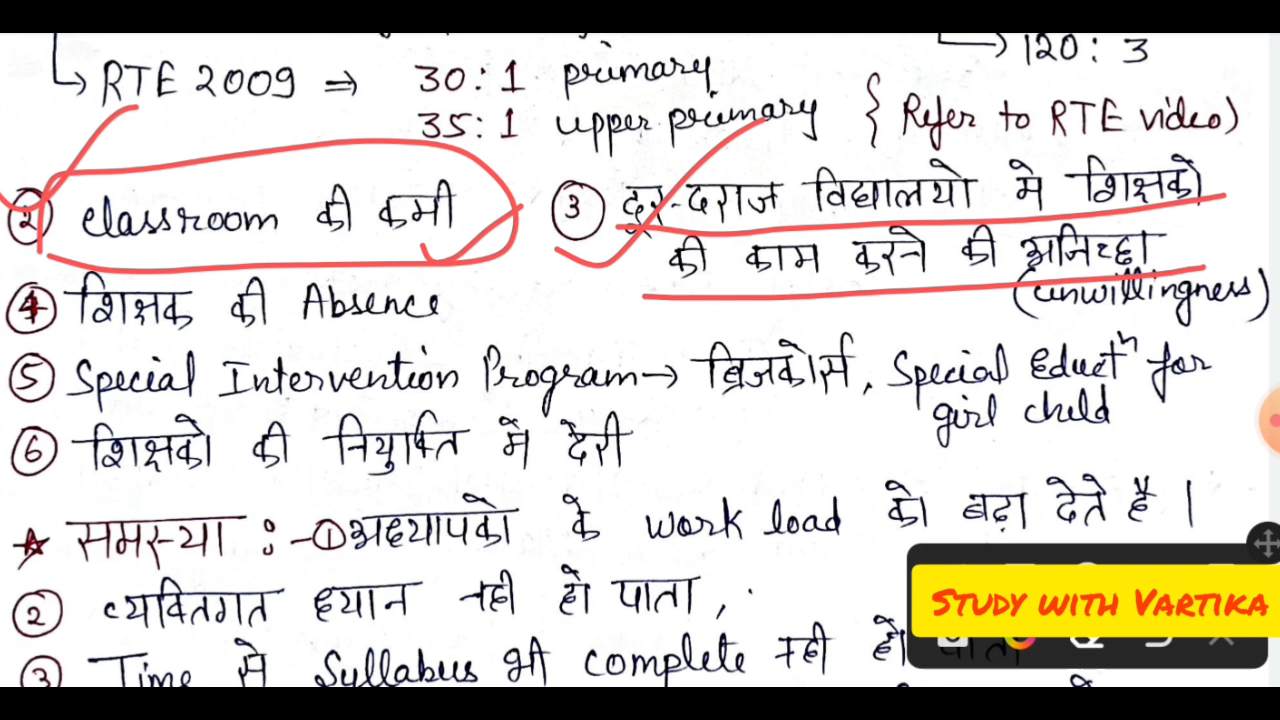 120 : 3
↳ RTE 2009 ⇒ 30 : 1 primary
35 : 1 upper primary { Refer to RTE video)
② classroom की कमी ③ दूर-दराज विद्यालयो मे शिक्षको
की काम करने की अनिच्छा
(unwillingness)
④ शिक्षक की Absence
⑤ Special Intervention Program → ब्रिजकोर्स, Special Eductⁿ for
girl child
⑥ शिक्षको की नियुक्ति में देरी
★ समस्या : - ① अध्यापको के work load को बढ़ा देते हैं ।
② व्यक्तिगत ध्यान नही हो पाता,
STUDY WITH VARTIKA
③ Time से Syllabus भी complete नही हो पाता